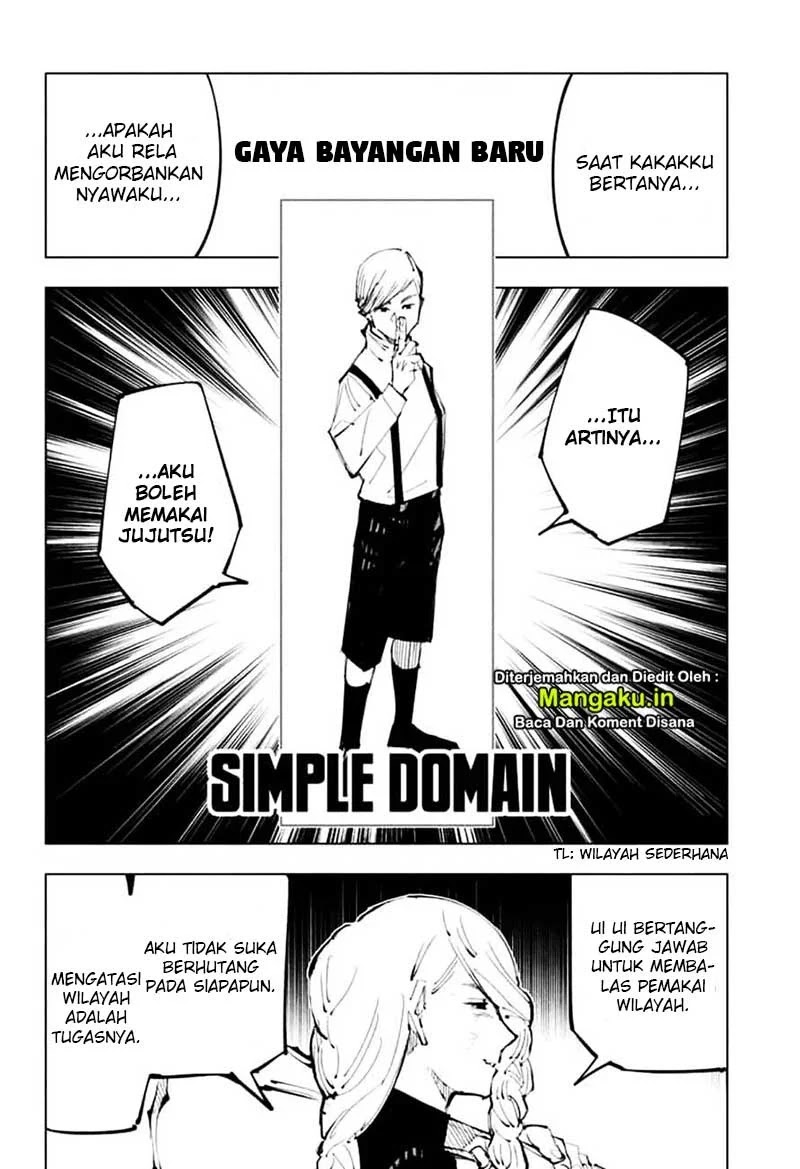 SAAT KAKAKKU
BERTANYA...
GAYA BAYANGAN BARU
...APAKAH
AKU RELA
MENGORBANKAN
NYAWAKU...
...ITU
ARTINYA...
...AKU
BOLEH
MEMAKAI
JUJUTSU!
Diterjemahkan dan Diedit Oleh :
Mangaku.in
Baca Dan Koment Disana
SIMPLE DOMAIN
TL: WILAYAH SEDERHANA
UI UI BERTANG-
GUNG JAWAB
UNTUK MEMBA-
LAS PEMAKAI
WILAYAH.
AKU TIDAK SUKA
BERHUTANG
PADA SIAPAPUN.
MENGATASI
WILAYAH
ADALAH
TUGASNYA.